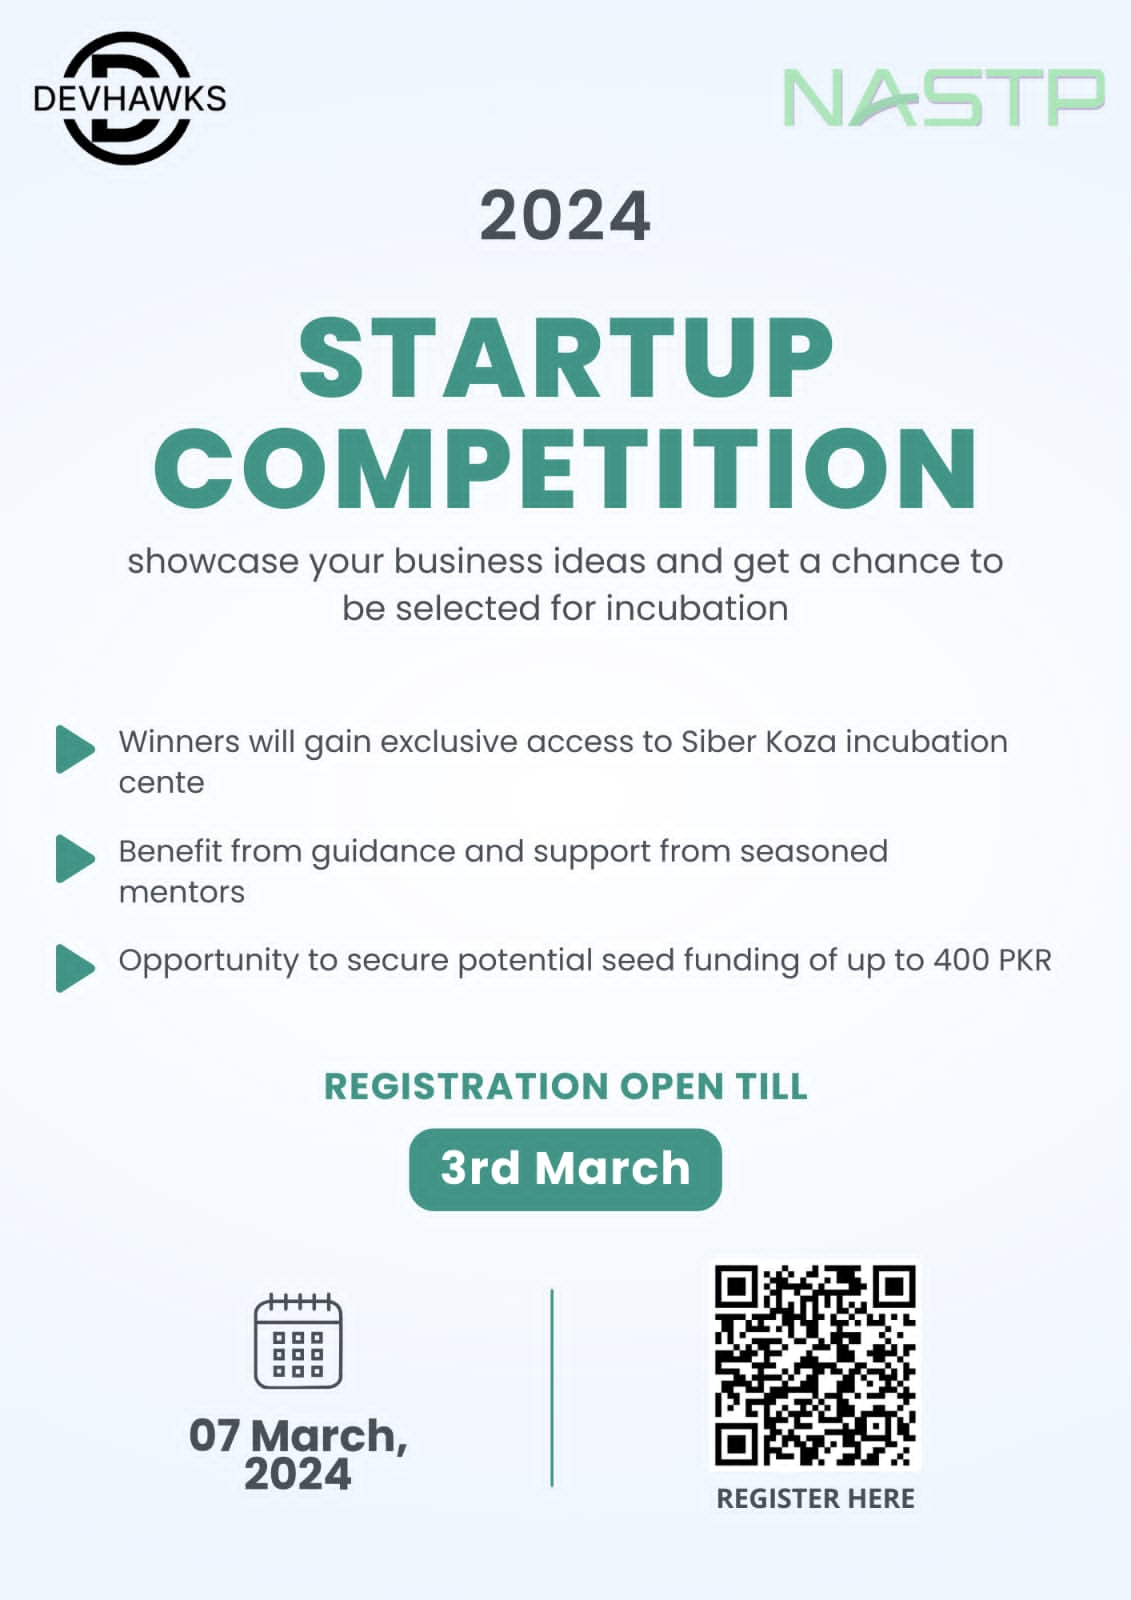 DEVHAWKS
NASTP
2024
STARTUP
COMPETITION
showcase your business ideas and get a chance to
be selected for incubation
Winners will gain exclusive access to Siber Koza incubation
cente
Benefit from guidance and support from seasoned
mentors
Opportunity to secure potential seed funding of up to 400 PKR
REGISTRATION OPEN TILL
3rd March
07 March,
2024
REGISTER HERE